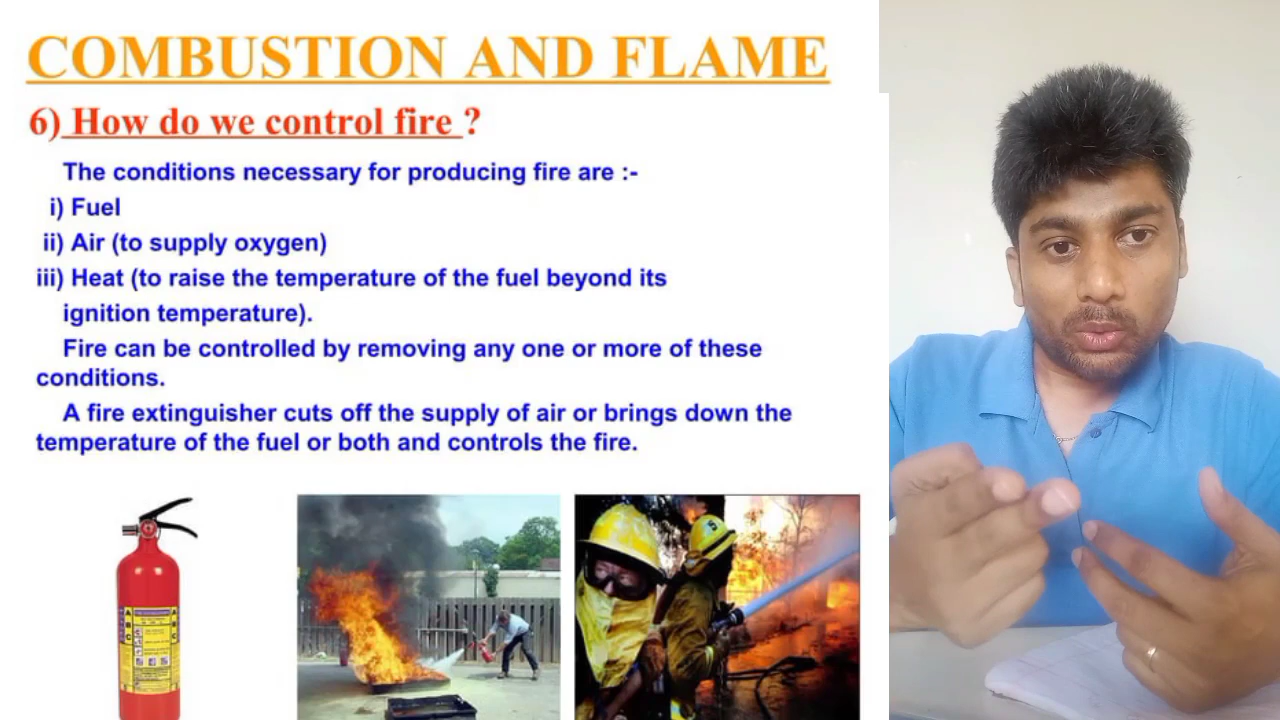 COMBUSTION AND FLAME
6) How do we control fire ?
The conditions necessary for producing fire are :-
i) Fuel
ii) Air (to supply oxygen)
iii) Heat (to raise the temperature of the fuel beyond its
ignition temperature).
Fire can be controlled by removing any one or more of these
conditions.
A fire extinguisher cuts off the supply of air or brings down the
temperature of the fuel or both and controls the fire.
A
B
C
5